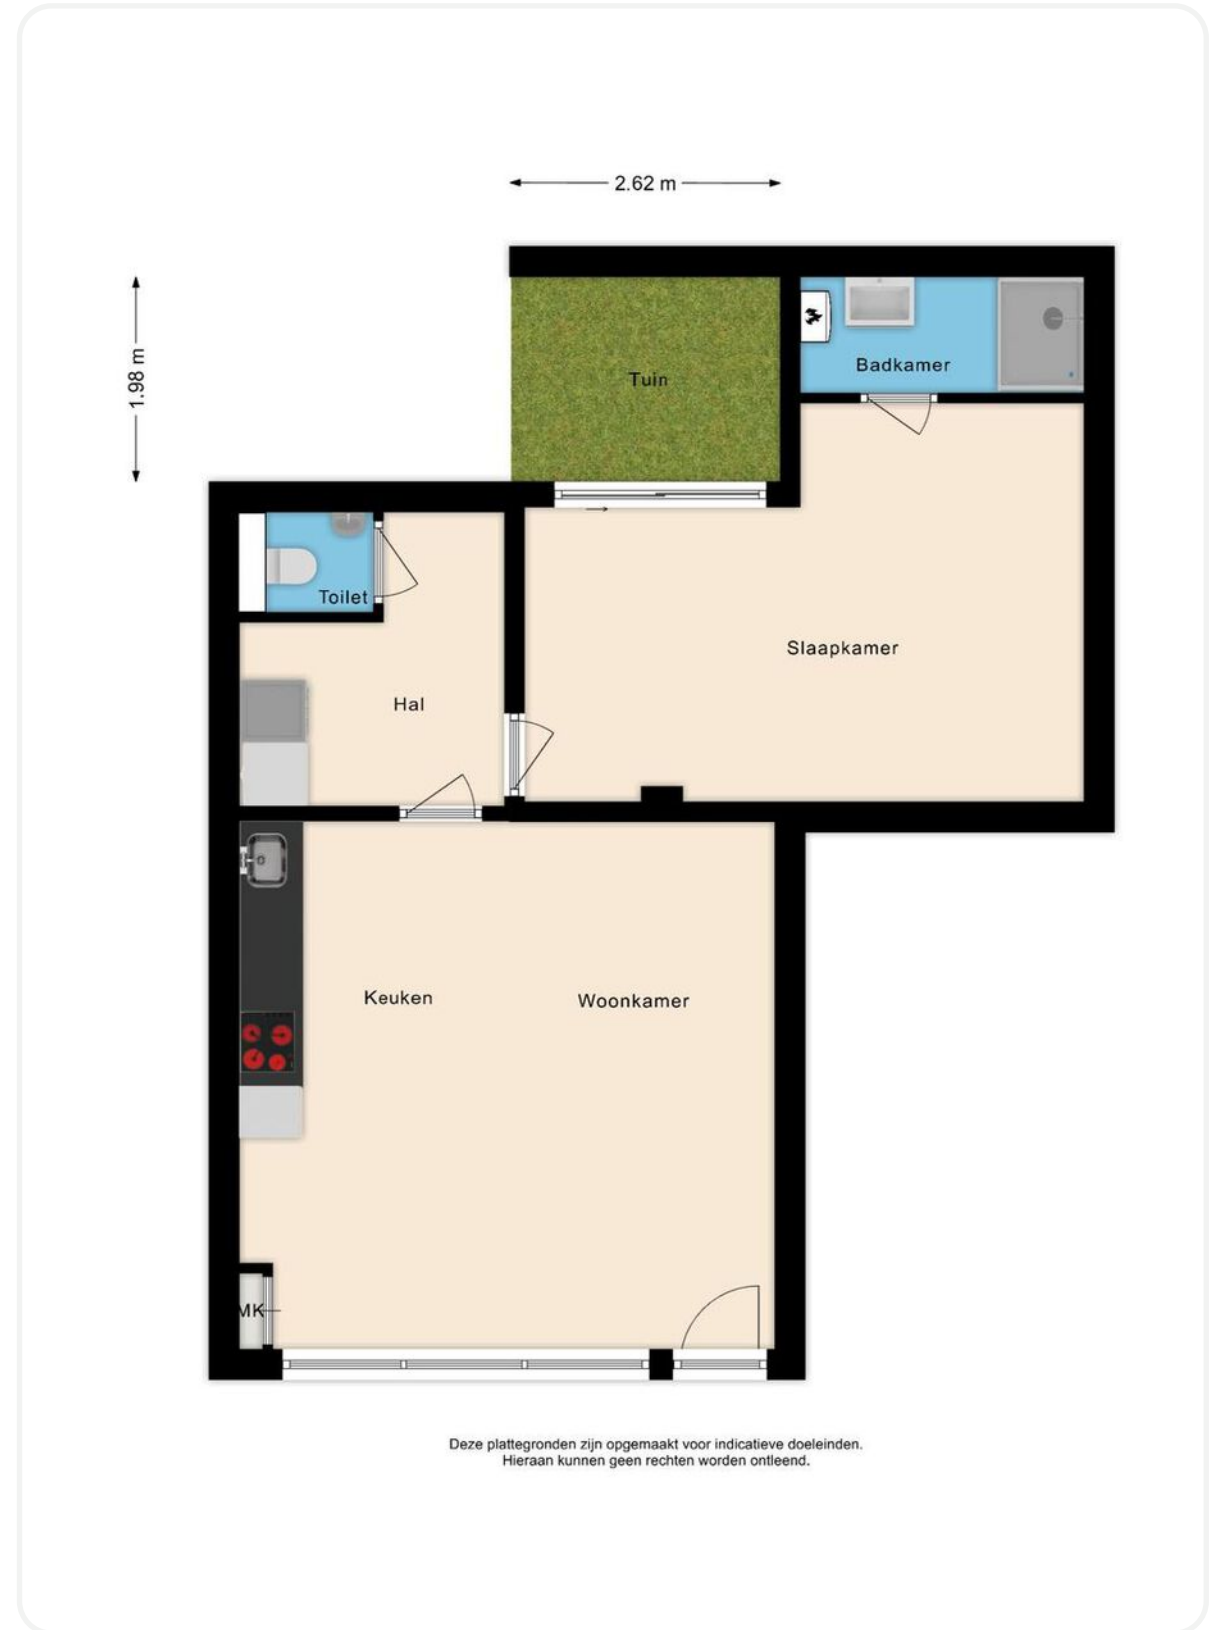 2.62 m
1.98 m
Tuin
Badkamer
Toilet
Slaapkamer
Hal
Keuken
Woonkamer
MK
Deze plattegronden zijn opgemaakt voor indicatieve doeleinden.
Hieraan kunnen geen rechten worden ontleend.